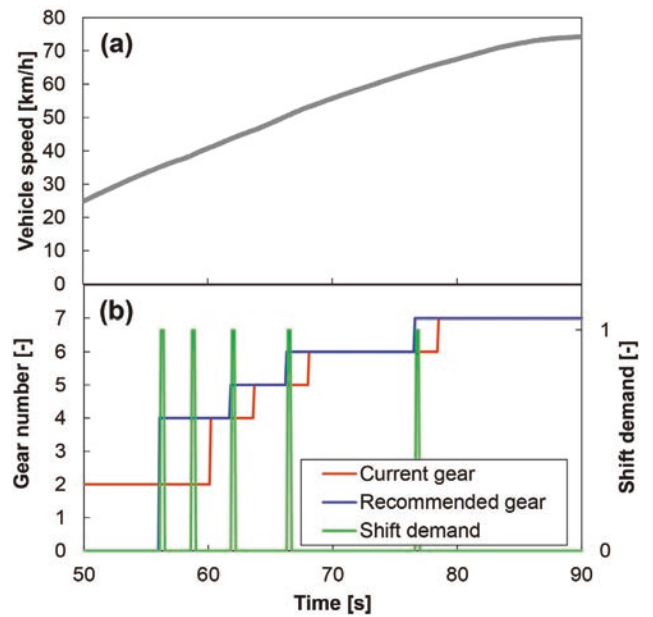 80
(a)
70
60
50
40
30
20
10
0
Vehicle speed [km/h]
(b)
7
6
5
4
3
2
1
0
Gear number [-]
1
0
Shift demand [-]
Current gear
Recommended gear
Shift demand
50 60 70 80 90
Time [s]